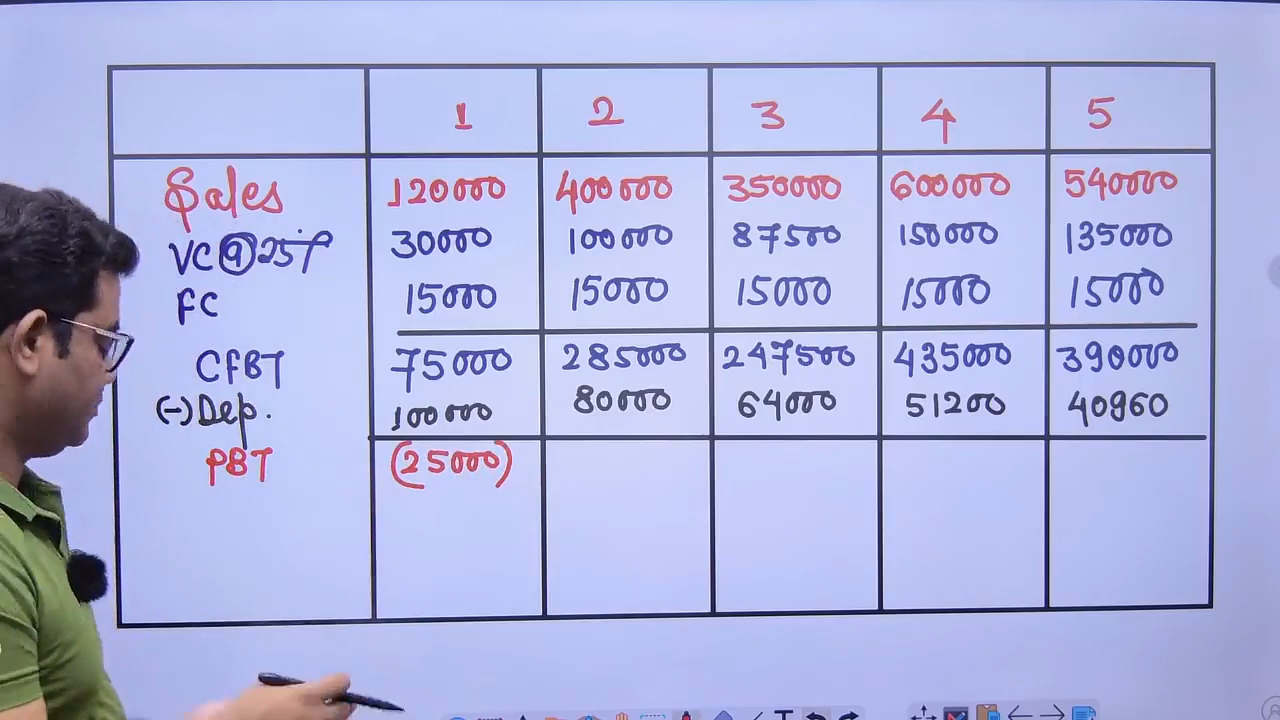 1 2 3 4 5
Sales 120000 400000 350000 600000 540000
VC@25% 30000 100000 87500 150000 135000
FC 15000 15000 15000 15000 15000
CFBT 75000 285000 247500 435000 390000
(-) Dep. 100000 80000 64000 51200 40960
PBT (25000)